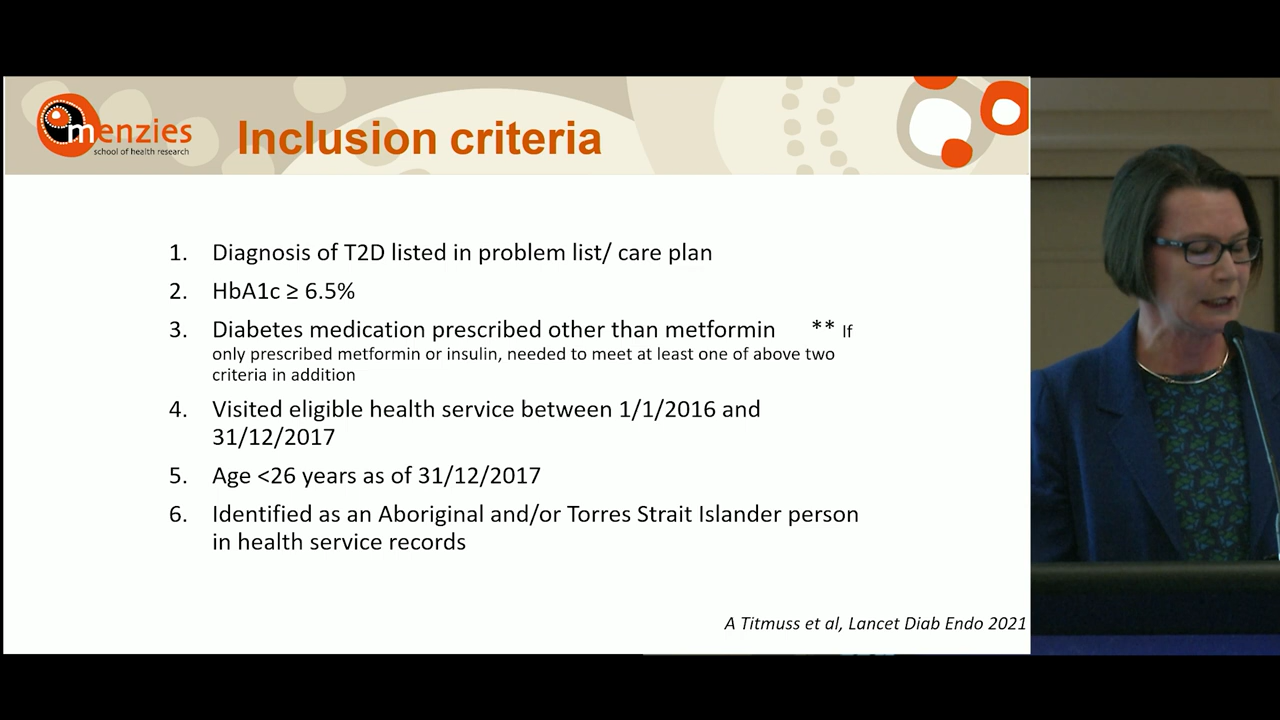 menzies
school of health research
Inclusion criteria
1. Diagnosis of T2D listed in problem list/ care plan
2. HbA1c ≥ 6.5%
3. Diabetes medication prescribed other than metformin ** If
only prescribed metformin or insulin, needed to meet at least one of above two
criteria in addition
4. Visited eligible health service between 1/1/2016 and
31/12/2017
5. Age <26 years as of 31/12/2017
6. Identified as an Aboriginal and/or Torres Strait Islander person
in health service records
A Titmuss et al, Lancet Diab Endo 2021